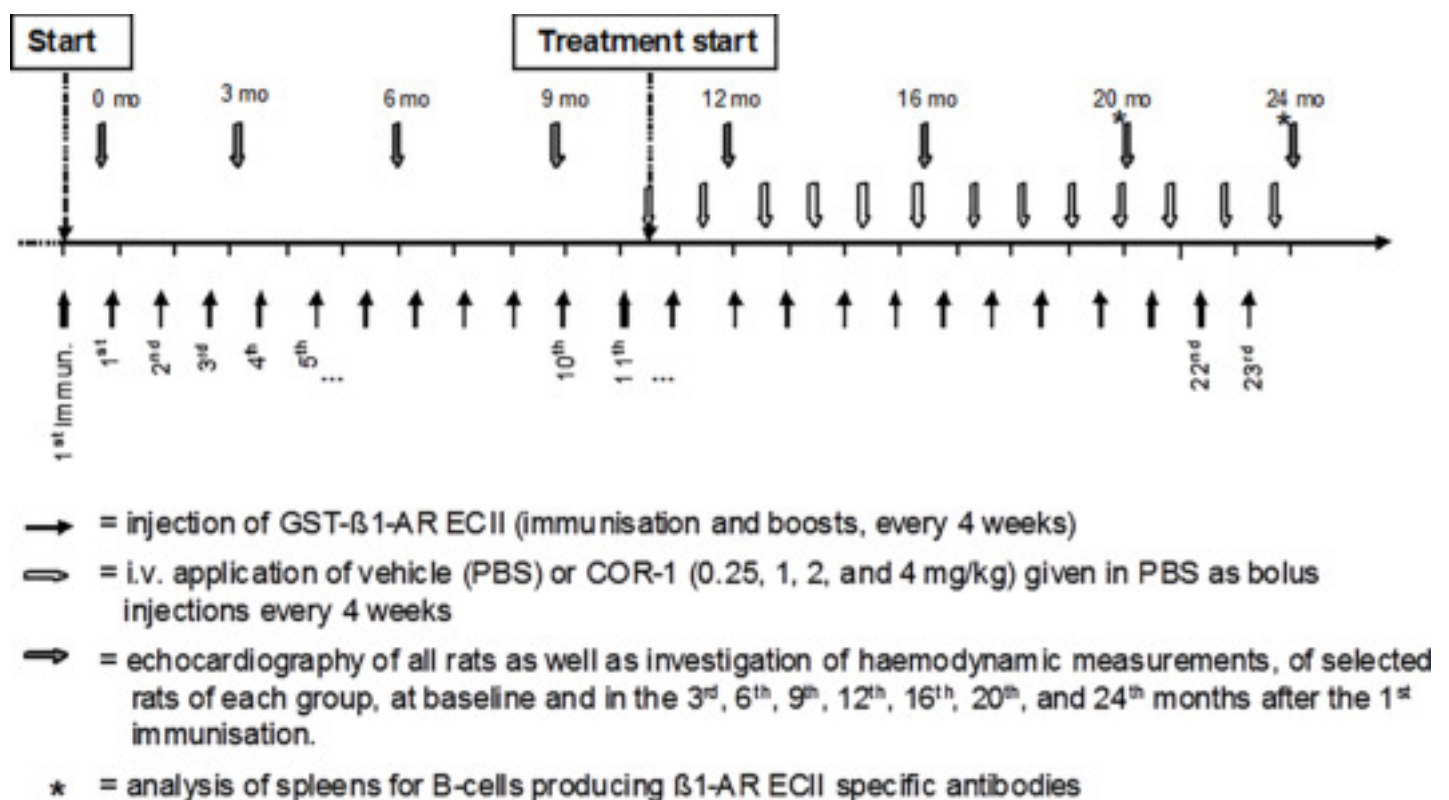 Start
Treatment start
0 mo
3 mo
6 mo
9 mo
12 mo
16 mo
20 mo
24 mo
*
*
1st Immun.
1st
2nd
3rd
4th
5th
...
10th
11th
...
22nd
23rd
= injection of GST-ß1-AR ECII (immunisation and boosts, every 4 weeks)
= i.v. application of vehicle (PBS) or COR-1 (0.25, 1, 2, and 4 mg/kg) given in PBS as bolus
injections every 4 weeks
= echocardiography of all rats as well as investigation of haemodynamic measurements, of selected
rats of each group, at baseline and in the 3rd, 6th, 9th, 12th, 16th, 20th, and 24th months after the 1st
immunisation.
* = analysis of spleens for B-cells producing ß1-AR ECII specific antibodies